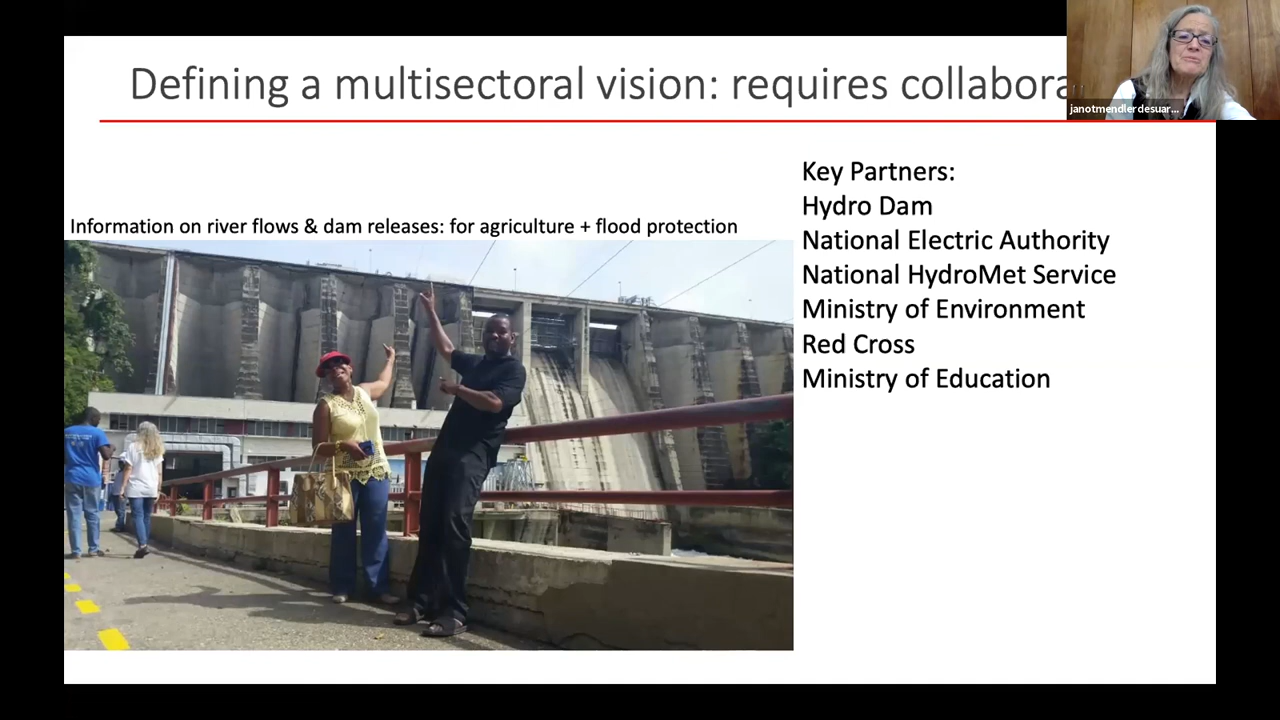 Defining a multisectoral vision: requires collabora
janotmendlerdesuar...
Key Partners:
Hydro Dam
National Electric Authority
National HydroMet Service
Ministry of Environment
Red Cross
Ministry of Education
Information on river flows & dam releases: for agriculture + flood protection